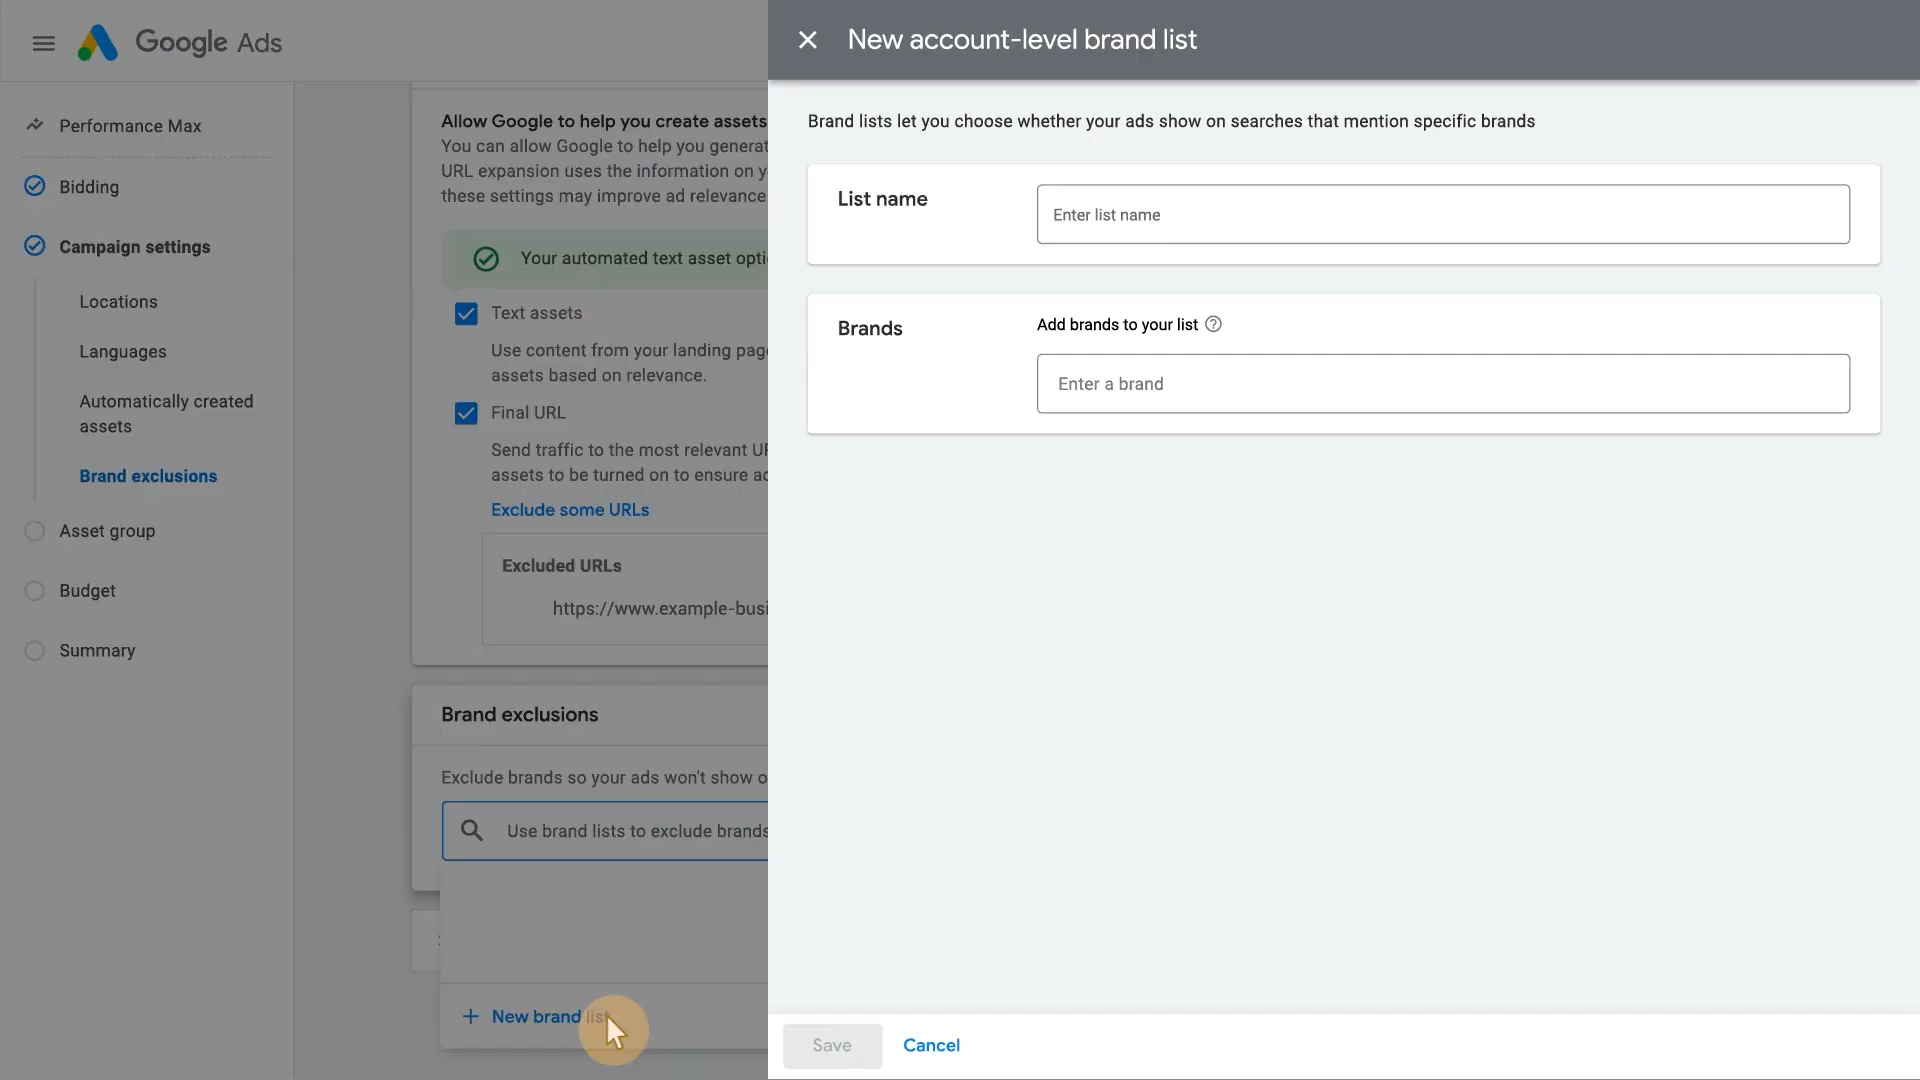 Google Ads
Performance Max
Bidding
Campaign settings
Locations
Languages
Automatically created
assets
Brand exclusions
Asset group
Budget
Summary
Allow Google to help you create assets
You can allow Google to help you
URL expansion uses the information on
these settings may improve ad relevance
Your automated text asset
Text assets
Use content from your landing
assets based on relevance.
Final URL
Send traffic to the most relevant
assets to be turned on to ensure
Exclude some URLs
Excluded URLs
https://www.example-busi
Brand exclusions
Exclude brands so your ads won't show
Use brand lists to exclude brands
+ New brand list
New account-level brand list
Brand lists let you choose whether your ads show on searches that mention specific brands
List name
Enter list name
Brands
Add brands to your list
Enter a brand
Save
Cancel